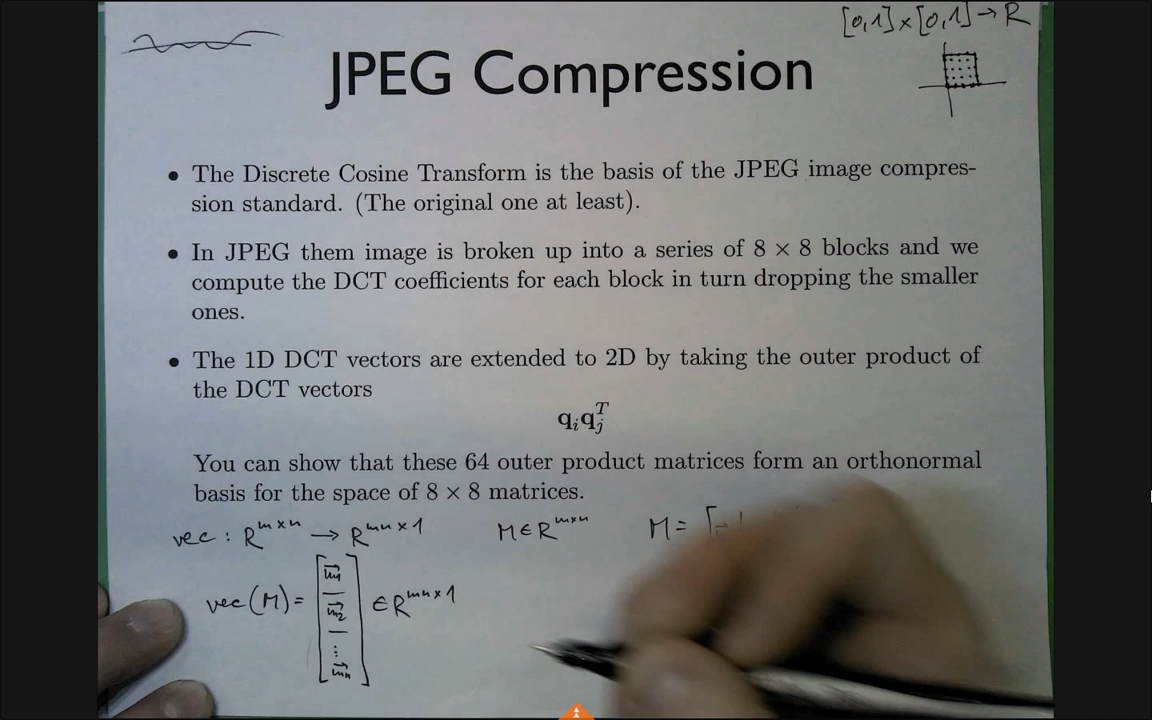 [0,1]×[0,1]→R
JPEG Compression
• The Discrete Cosine Transform is the basis of the JPEG image compres-
sion standard. (The original one at least).
• In JPEG them image is broken up into a series of 8 × 8 blocks and we
compute the DCT coefficients for each block in turn dropping the smaller
ones.
• The 1D DCT vectors are extended to 2D by taking the outer product of
the DCT vectors
q_i q_j^T
You can show that these 64 outer product matrices form an orthonormal
basis for the space of 8 × 8 matrices.
vec : R^{m×n} → R^{mn×1} M∈R^{m×n} M= [
vec(M)= [m⃗_1 | m⃗_2 | ... m⃗_n] ∈R^{mn×1}